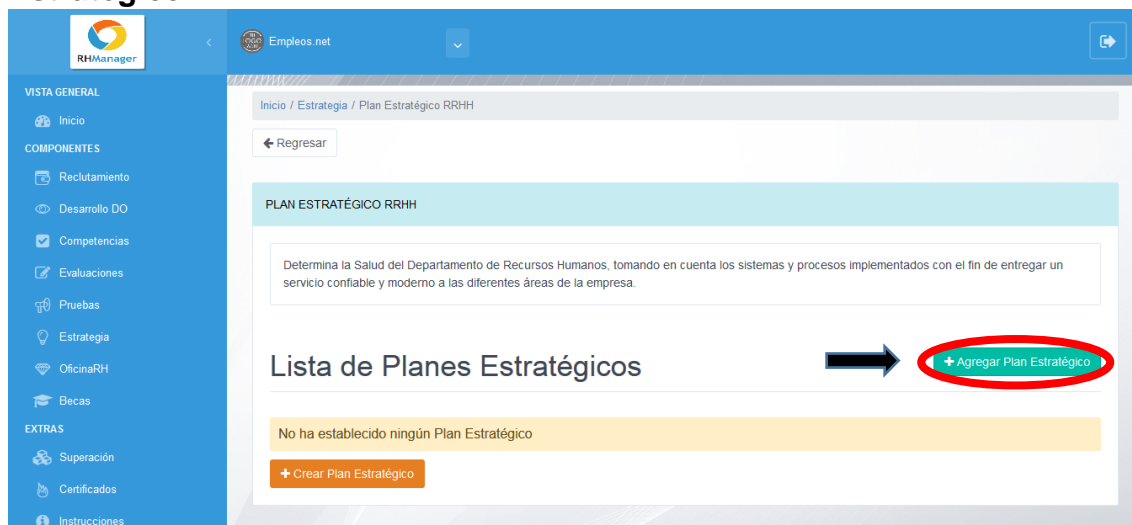 RHManager
Empleos.net
VISTA GENERAL
Inicio
COMPONENTES
Reclutamiento
Desarrollo DO
Competencias
Evaluaciones
Pruebas
Estrategia
OficinaRH
Becas
EXTRAS
Superación
Certificados
Instrucciones
Inicio / Estrategia / Plan Estratégico RRHH
Regresar
PLAN ESTRATÉGICO RRHH
Determina la Salud del Departamento de Recursos Humanos, tomando en cuenta los sistemas y procesos implementados con el fin de entregar un
servicio confiable y moderno a las diferentes áreas de la empresa.
Lista de Planes Estratégicos
+ Agregar Plan Estratégico
No ha establecido ningún Plan Estratégico
+ Crear Plan Estratégico